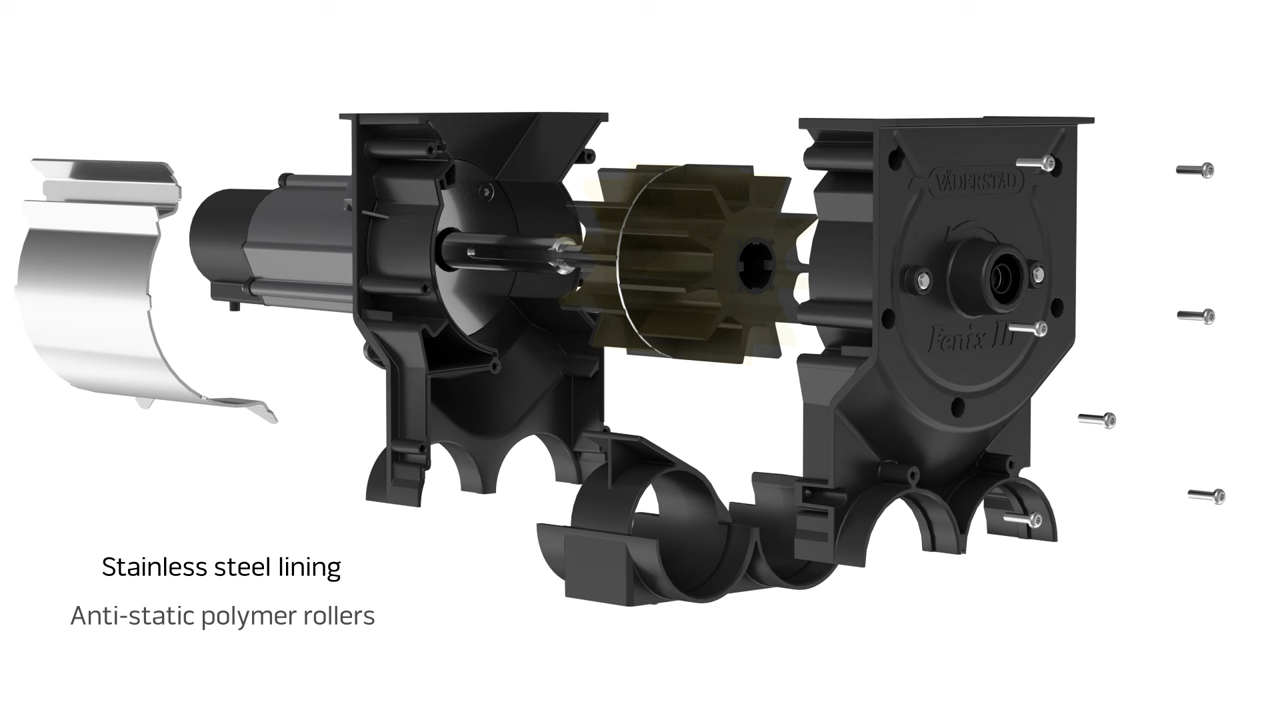 VÄDERSTAD
Fenix III
Stainless steel lining
Anti-static polymer rollers